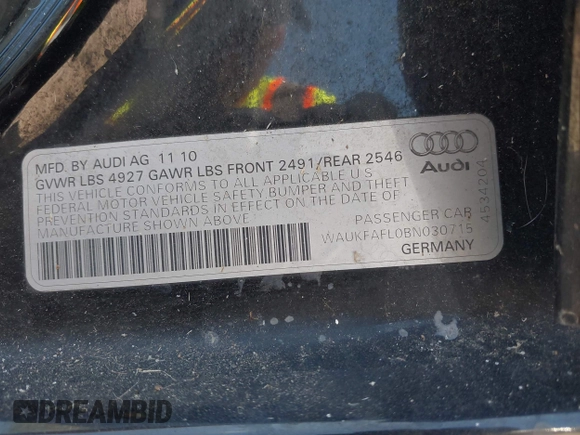 MFD. BY AUDI AG 11 10
GVWR LBS 4927 GAWR LBS FRONT 2491/REAR 2546
THIS VEHICLE CONFORMS TO ALL APPLICABLE U S
FEDERAL MOTOR VEHICLE SAFETY BUMPER AND THEFT
PREVENTION STANDARDS IN EFFECT ON THE DATE OF
MANUFACTURE SHOWN ABOVE
Audi
4534204
PASSENGER CAR
WAUKFAFL0BN030715
GERMANY
DREAMBID